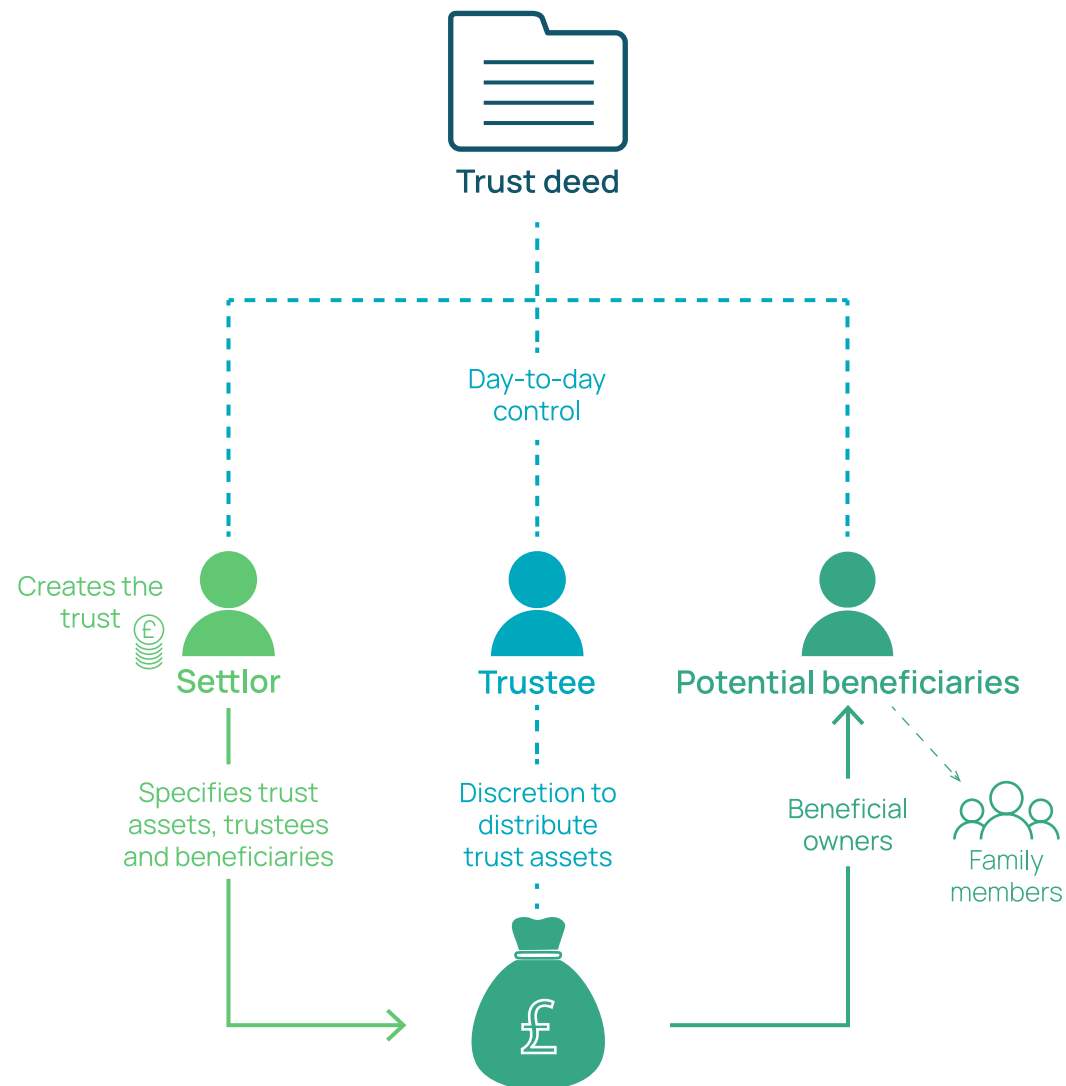 Trust deed
Day-to-day
control
Creates the
trust
£
Settlor
Trustee
Potential beneficiaries
Specifies trust
assets, trustees
and beneficiaries
Discretion to
distribute
trust assets
Beneficial
owners
Family
members
£